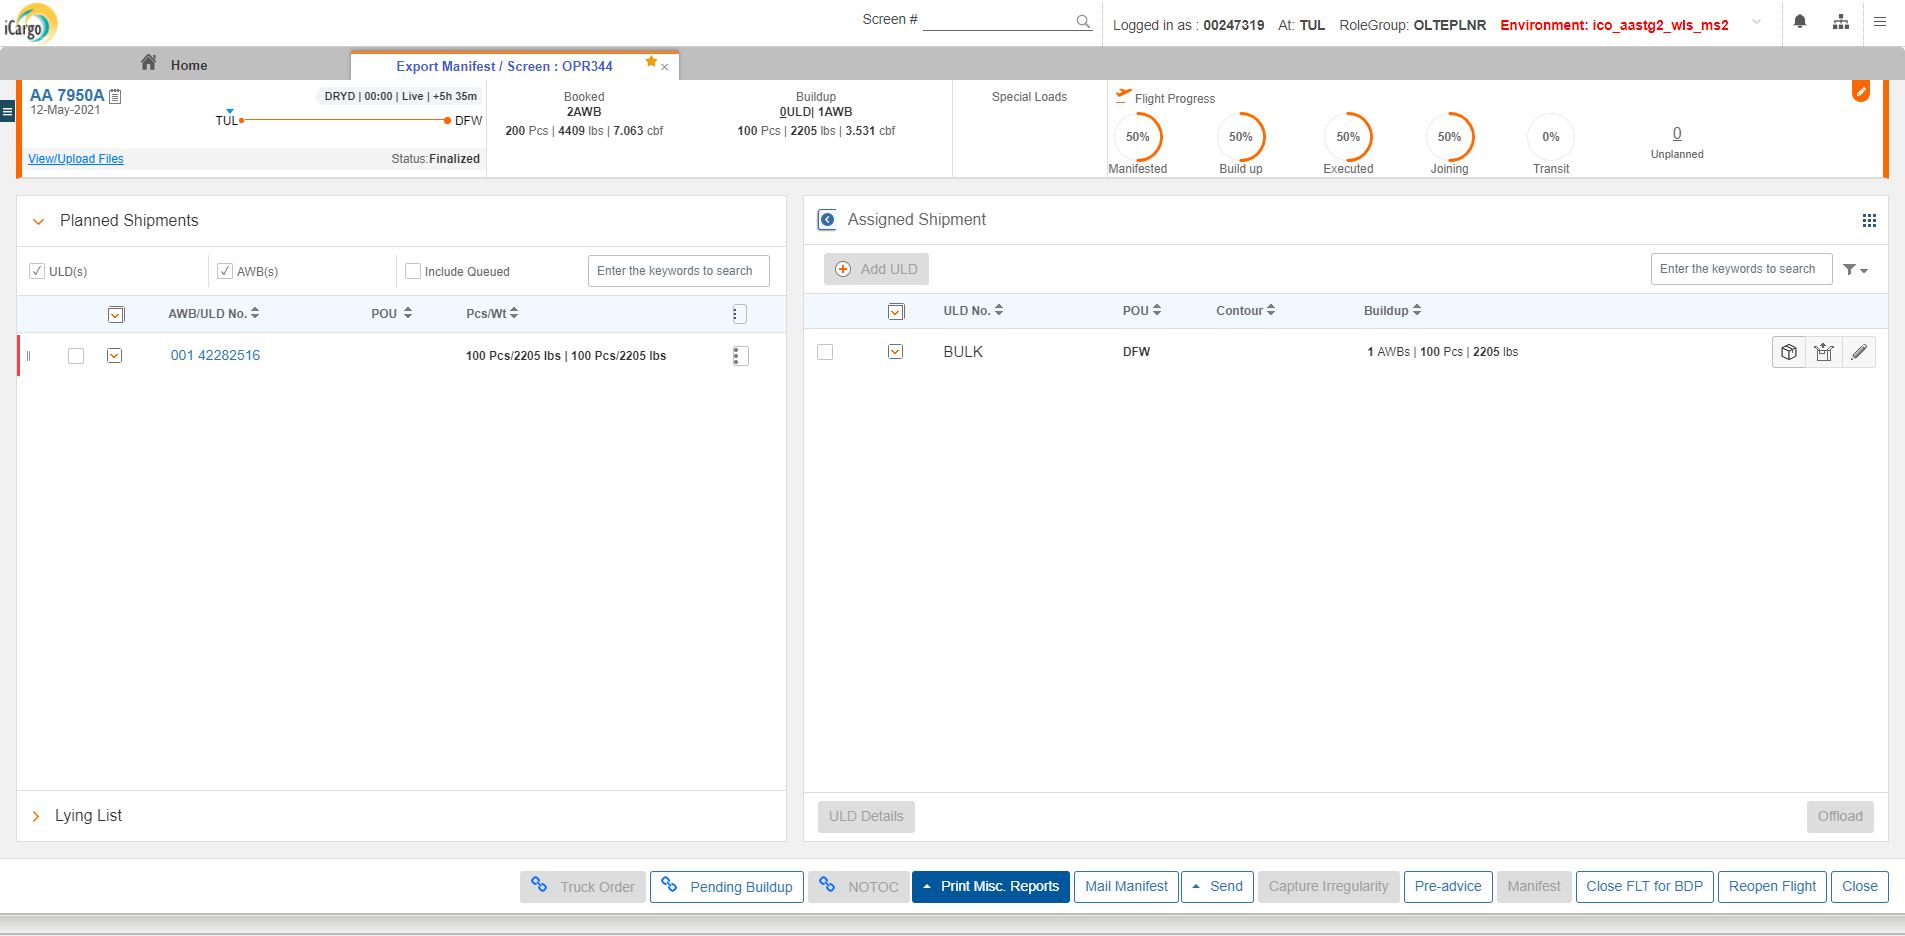 iCargo
Screen #
Logged in as : 00247319 At: TUL RoleGroup: OLTEPLNR Environment: ico_aastg2_wls_ms2
Home
Export Manifest / Screen : OPR344
AA 7950A
12-May-2021
DRYD | 00:00 | Live | +5h 35m
TUL
DFW
View/Upload Files
Status:Finalized
Booked
2AWB
200 Pcs | 4409 lbs | 7.063 cbf
Buildup
0ULD| 1AWB
100 Pcs | 2205 lbs | 3.531 cbf
Special Loads
Flight Progress
50% 50% 50% 50% 0% 0
Manifested Build up Executed Joining Transit Unplanned
Planned Shipments
ULD(s) AWB(s) Include Queued Enter the keywords to search
AWB/ULD No. POU Pcs/Wt
001 42282516 100 Pcs/2205 lbs | 100 Pcs/2205 lbs
Lying List
Assigned Shipment
Add ULD Enter the keywords to search
ULD No. POU Contour Buildup
BULK DFW 1 AWBs | 100 Pcs | 2205 lbs
ULD Details Offload
Truck Order Pending Buildup NOTOC Print Misc. Reports Mail Manifest Send Capture Irregularity Pre-advice Manifest Close FLT for BDP Reopen Flight Close